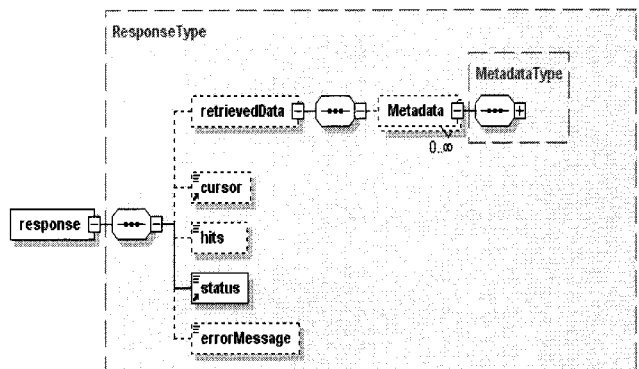 ResponseType
MetadataType
retrievedData
Metadata
0..∞
cursor
response
hits
status
errorMessage